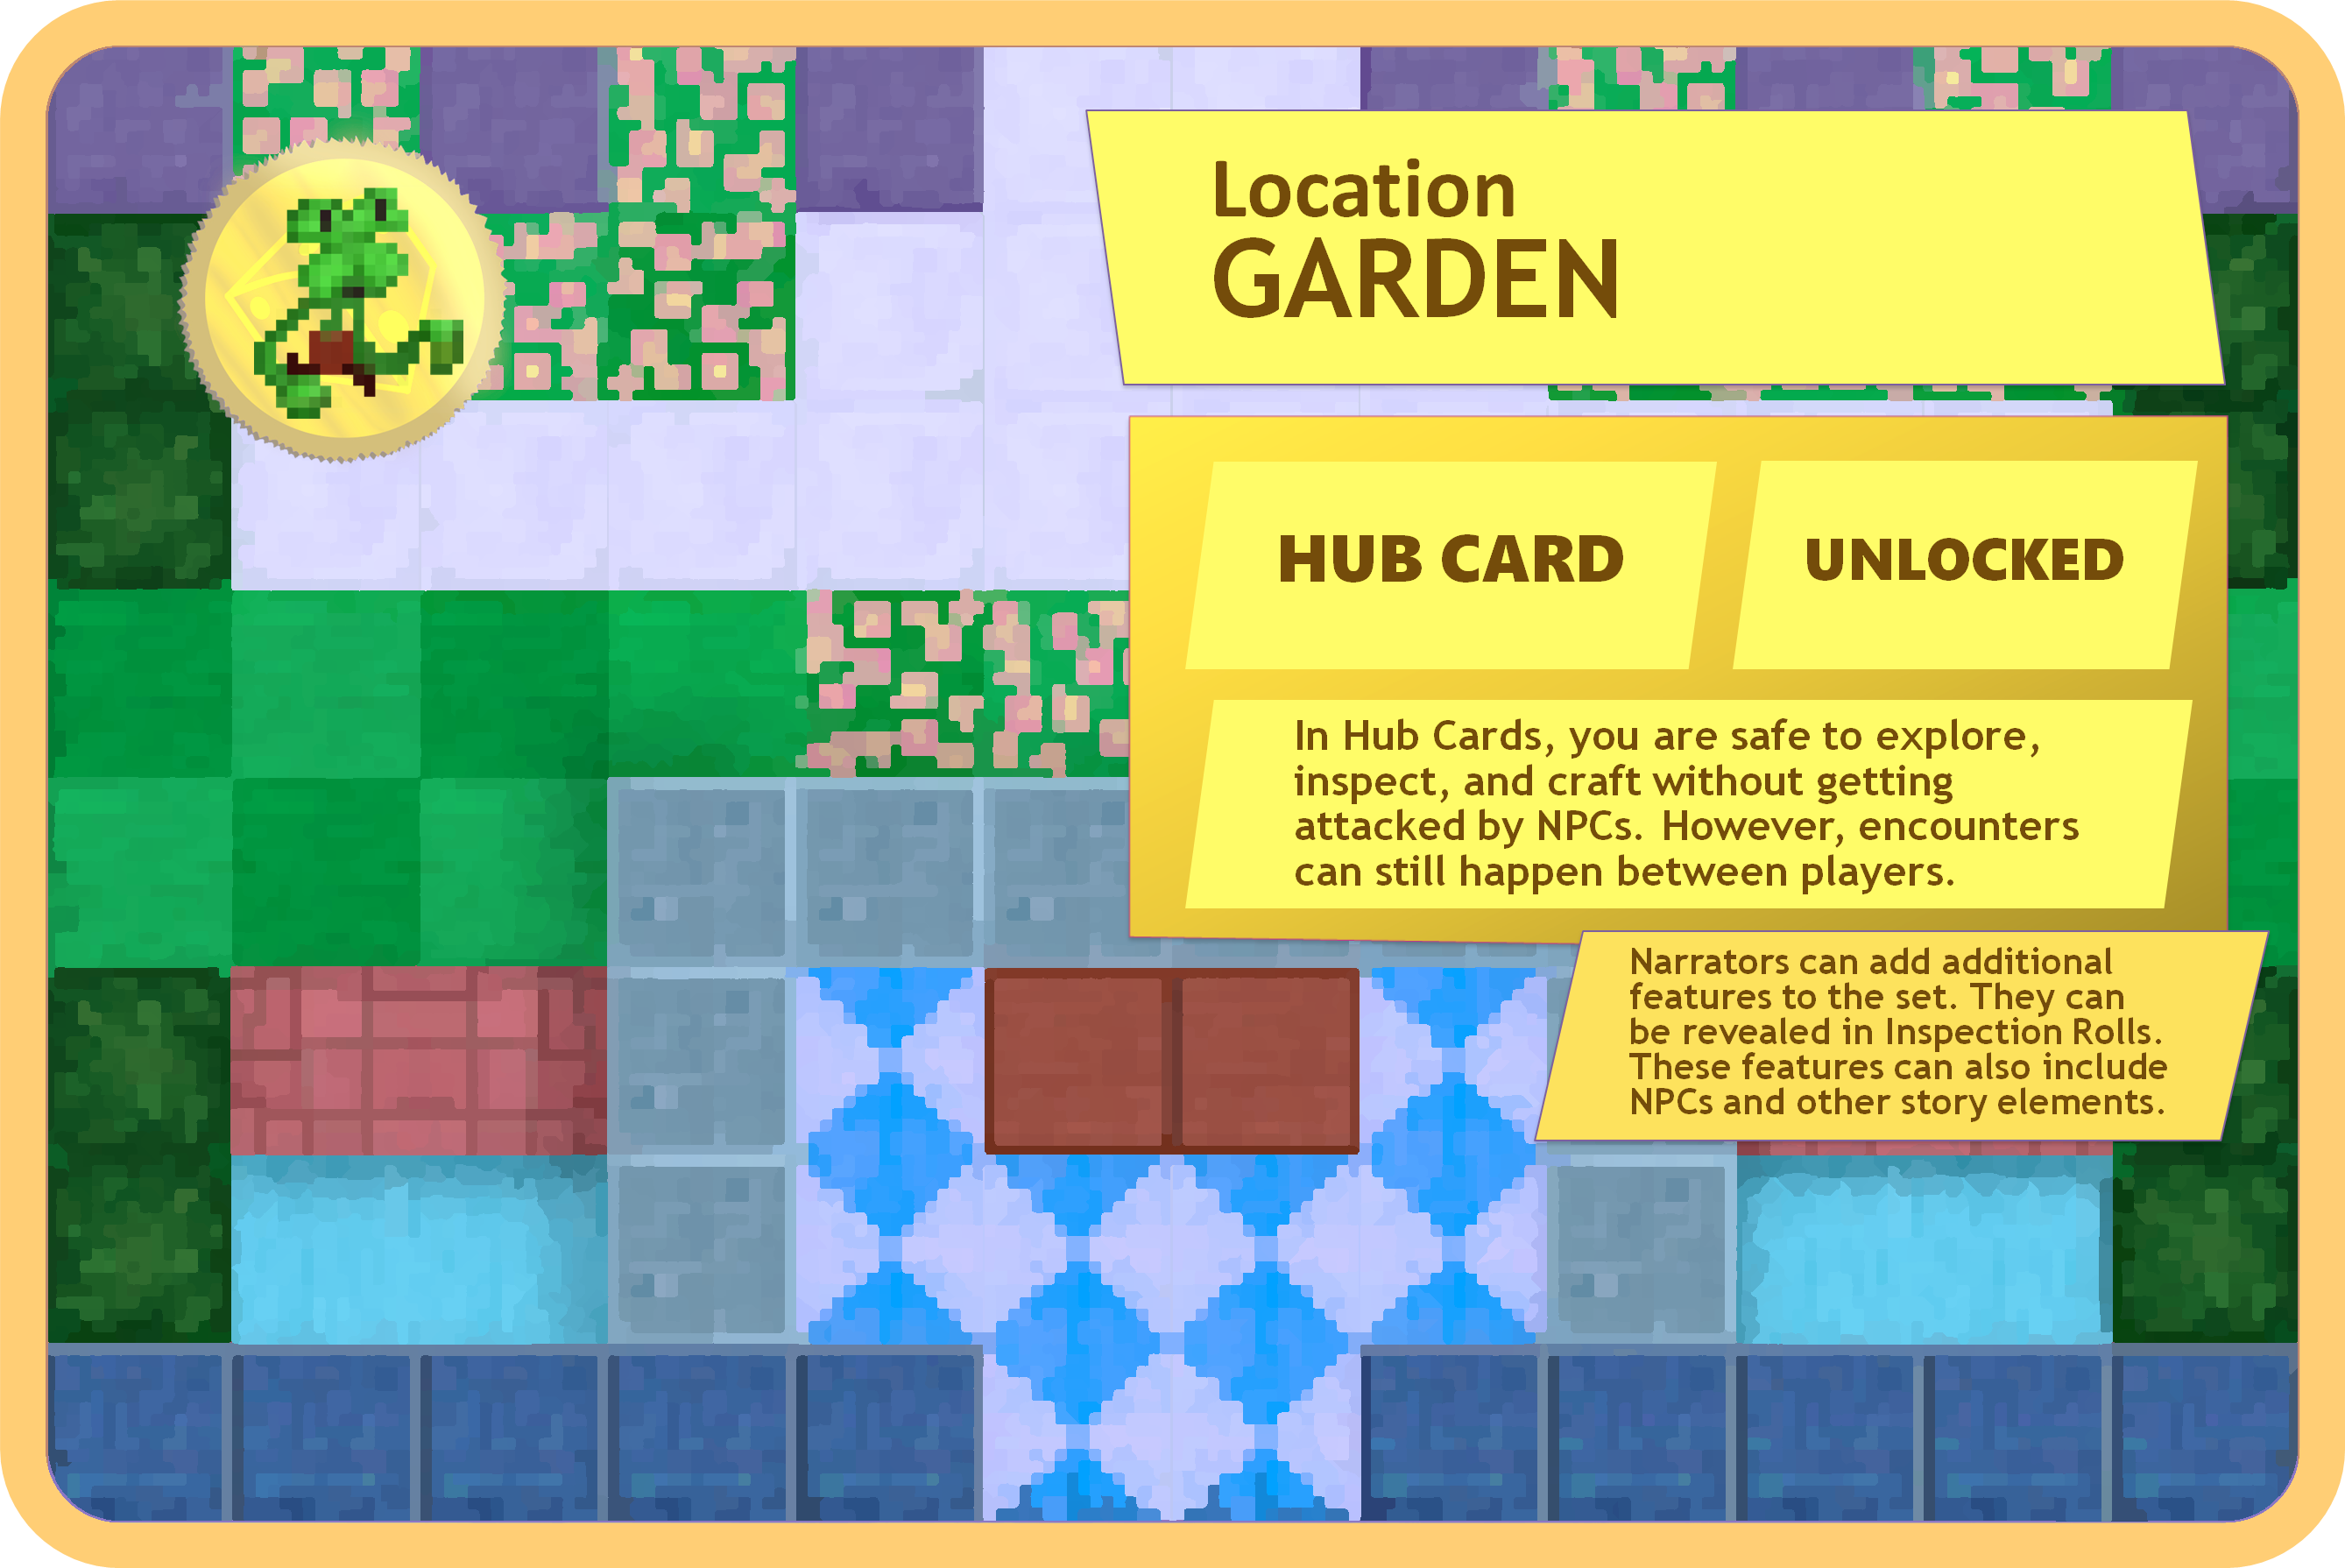 Location
GARDEN
HUB CARD
UNLOCKED
In Hub Cards, you are safe to explore,
inspect, and craft without getting
attacked by NPCs. However, encounters
can still happen between players.
Narrators can add additional
features to the set. They can
be revealed in Inspection Rolls.
These features can also include
NPCs and other story elements.